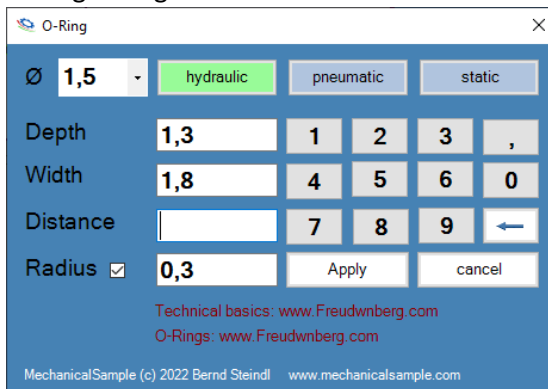 O-Ring
Ø 1,5 hydraulic pneumatic static
Depth 1,3 1 2 3 ,
Width 1,8 4 5 6 0
Distance 7 8 9 ←
Radius 0,3 Apply cancel
Technical basics: www.Freudwnberg.com
O-Rings: www.Freudwnberg.com
MechanicalSample (c) 2022 Bernd Steindl www.mechanicalsample.com